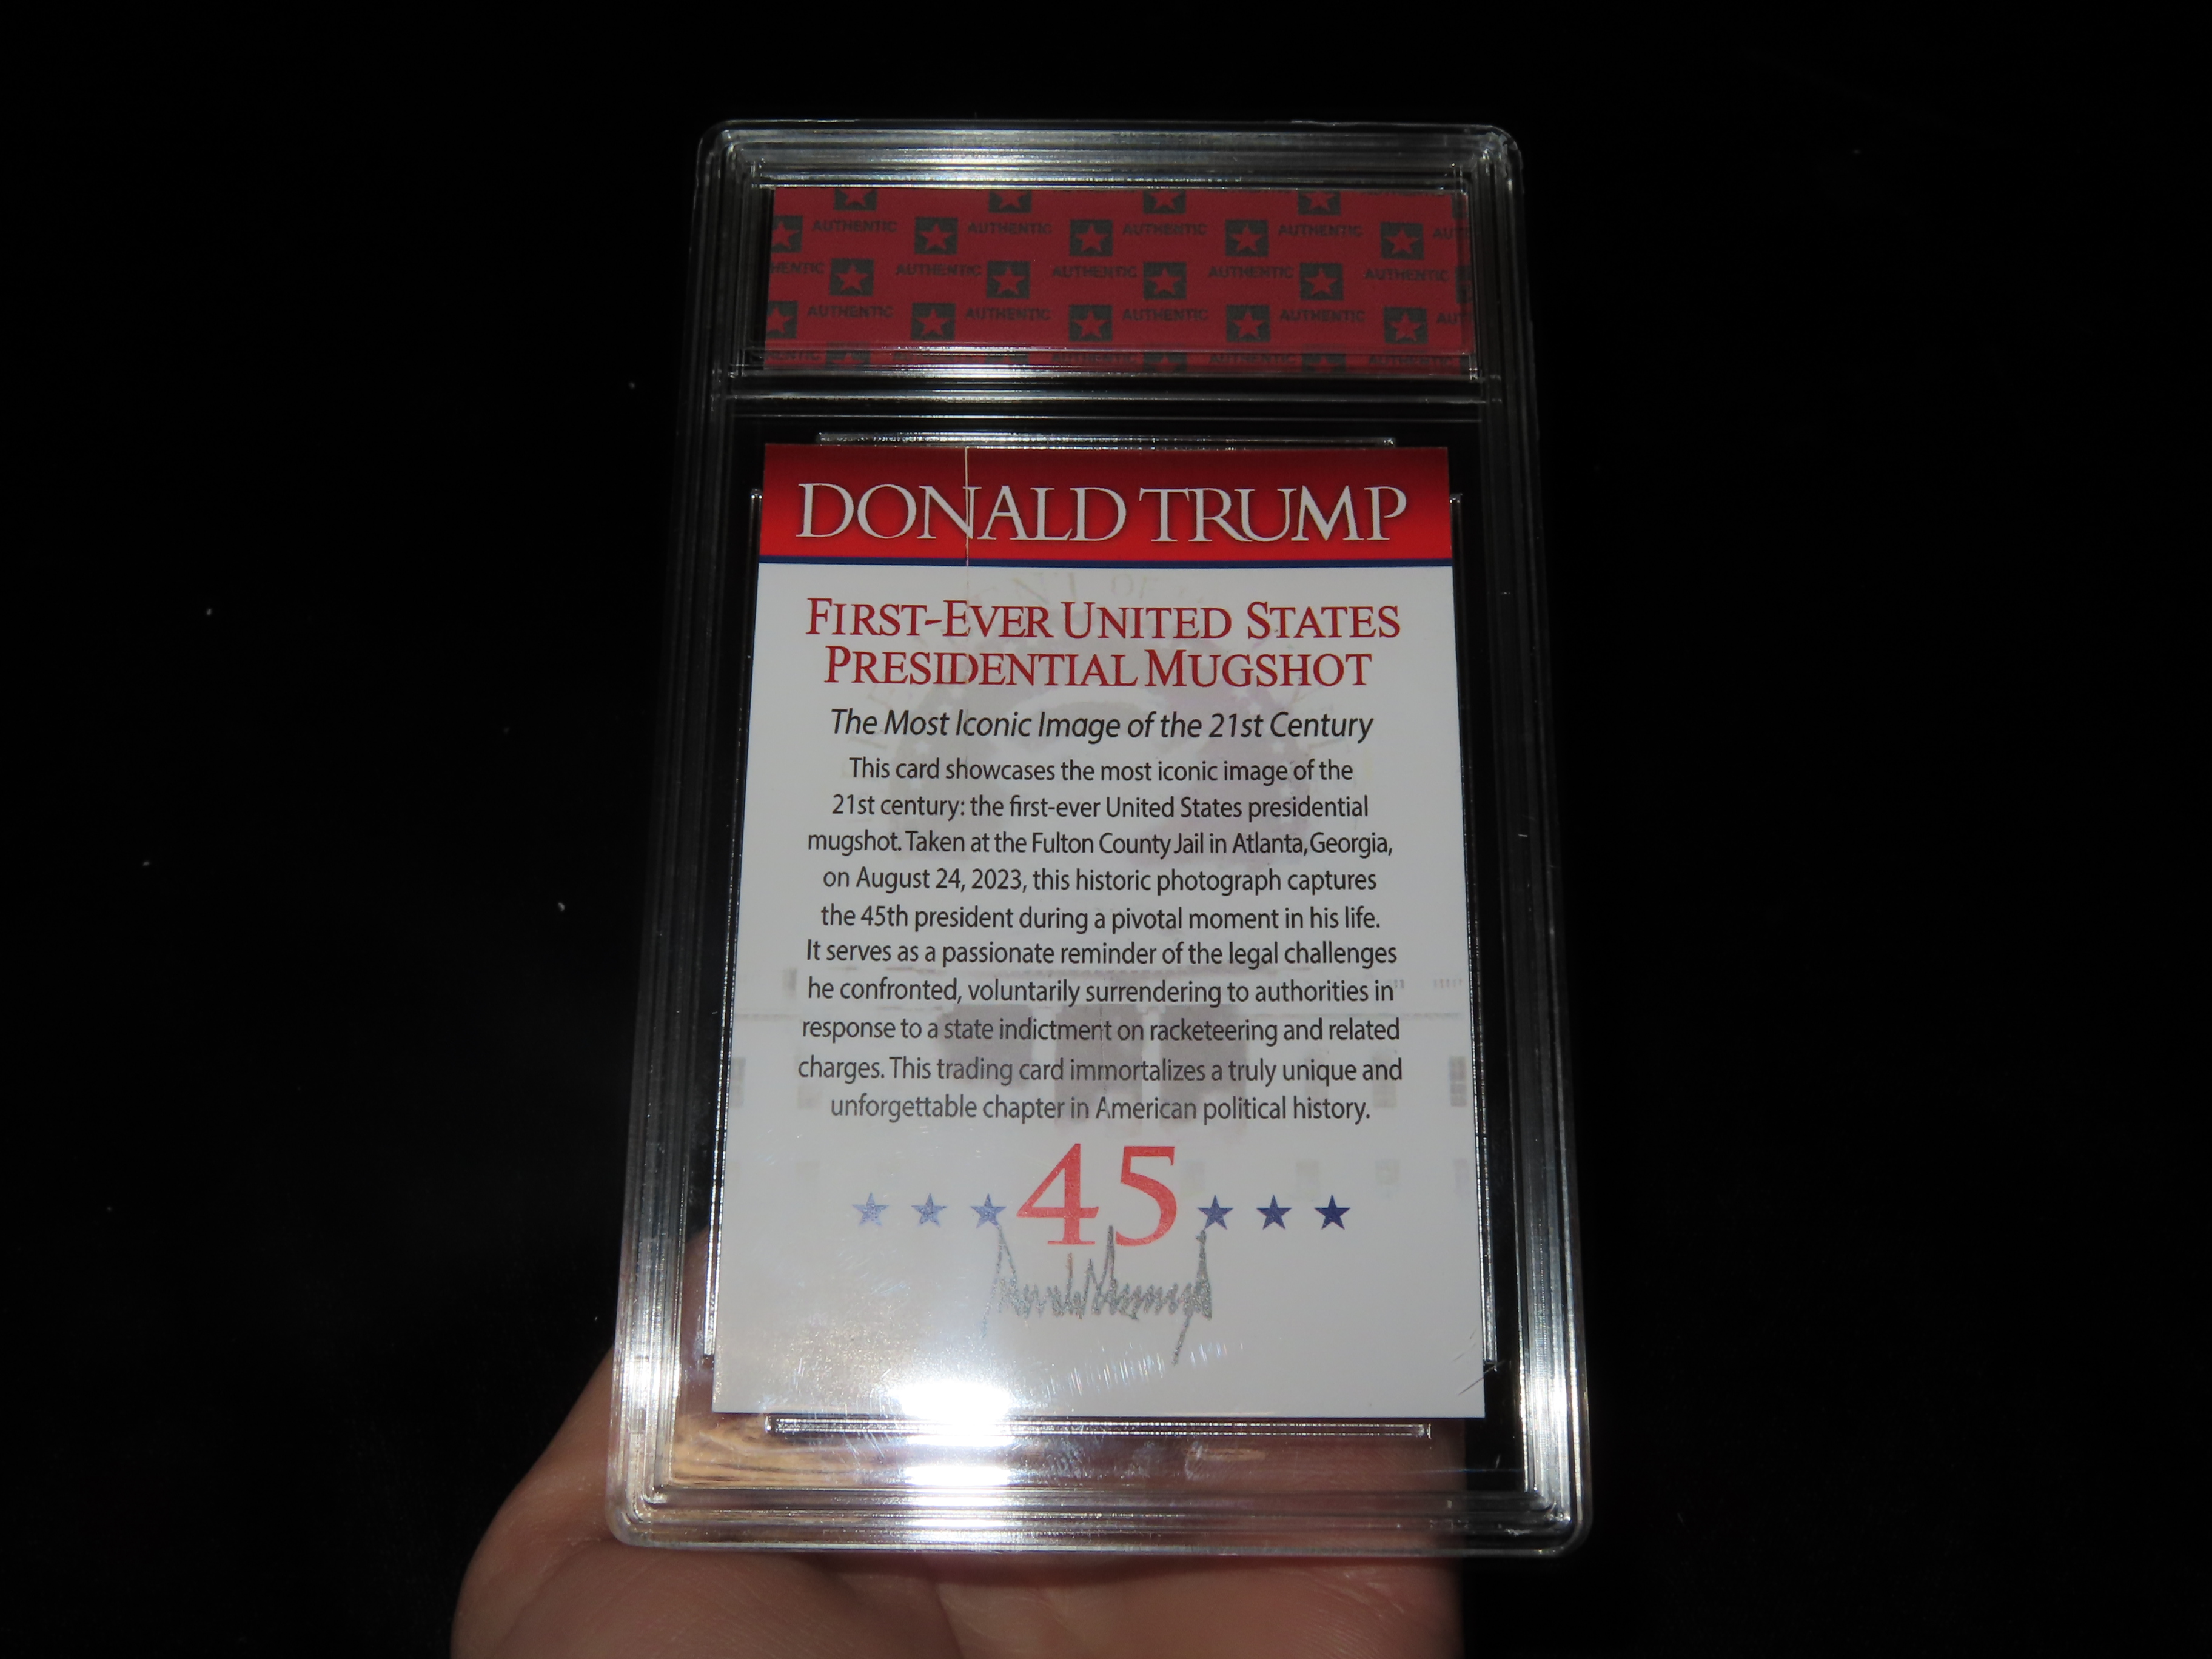 AUTHENTIC AUTHENTIC AUTHENTIC AUTHENTIC
AUTHENTIC AUTHENTIC AUTHENTIC AUTHENTIC
AUTHENTIC AUTHENTIC AUTHENTIC AUTHENTIC
AUTHENTIC AUTHENTIC AUTHENTIC
DONALD TRUMP
FIRST-EVER UNITED STATES
PRESIDENTIAL MUGSHOT
The Most Iconic Image of the 21st Century
This card showcases the most iconic image of the
21st century: the first-ever United States presidential
mugshot. Taken at the Fulton County Jail in Atlanta, Georgia,
on August 24, 2023, this historic photograph captures
the 45th president during a pivotal moment in his life.
It serves as a passionate reminder of the legal challenges
he confronted, voluntarily surrendering to authorities in
response to a state indictment on racketeering and related
charges. This trading card immortalizes a truly unique and
unforgettable chapter in American political history.
45